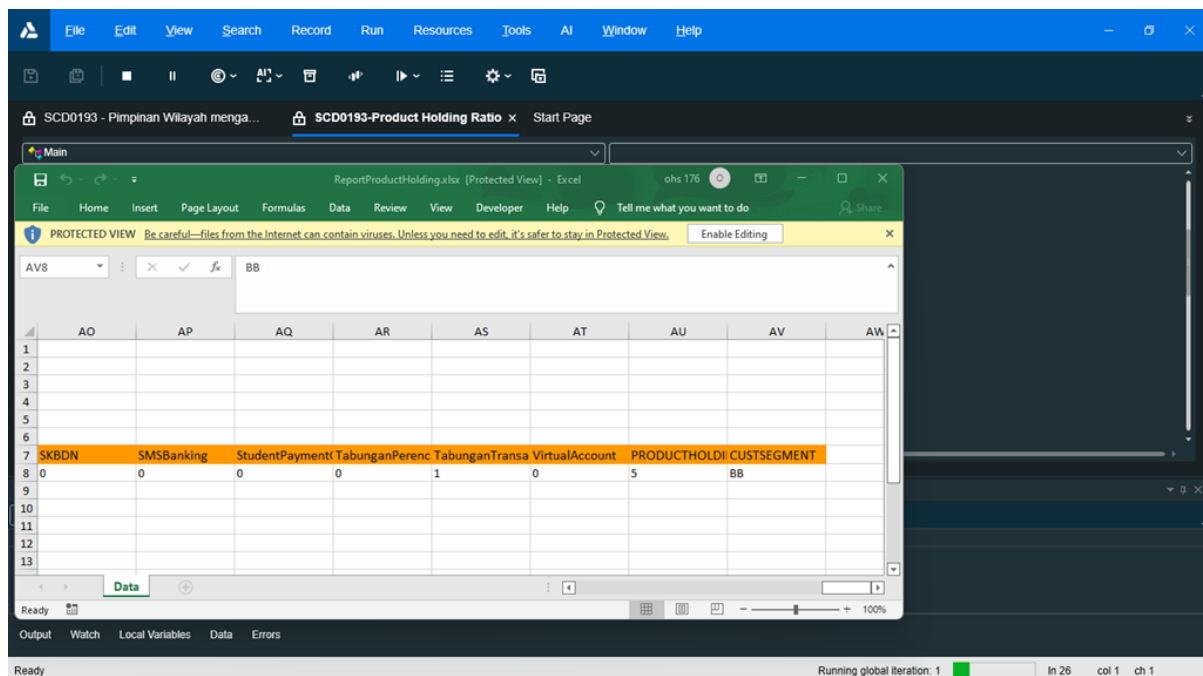 File Edit View Search Record Run Resources Tools AI Window Help
SCD0193 - Pimpinan Wilayah menga... SCD0193-Product Holding Ratio × Start Page
Main
ReportProductHolding.xlsx [Protected View] - Excel ohs 176 O
File Home Insert Page Layout Formulas Data Review View Developer Help Tell me what you want to do Share
PROTECTED VIEW Be careful—files from the Internet can contain viruses. Unless you need to edit, it's safer to stay in Protected View. Enable Editing
AV8 fx BB
AO AP AQ AR AS AT AU AV AW
1
2
3
4
5
6
7 SKBDN SMSBanking StudentPayment( TabunganPerenc TabunganTransa VirtualAccount PRODUCTHOLDI CUSTSEGMENT
8 0 0 0 0 1 0 5 BB
9
10
11
12
13
Data
Ready 100%
Output Watch Local Variables Data Errors
Ready Running global iteration: 1 ln 26 col 1 ch 1